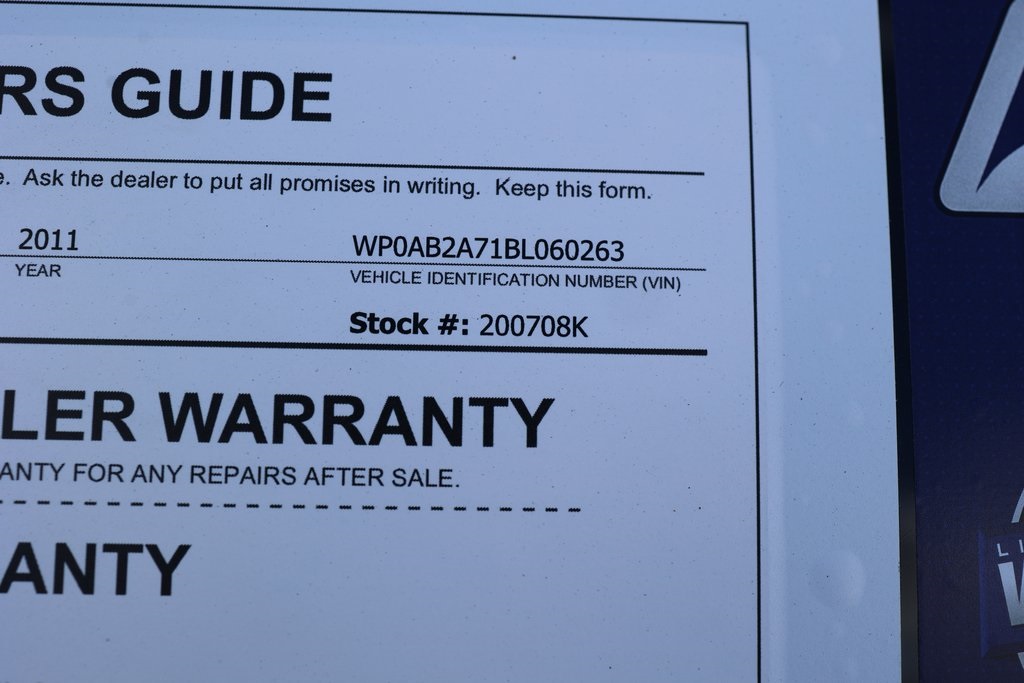 RS GUIDE
e. Ask the dealer to put all promises in writing. Keep this form.
2011 WP0AB2A71BL060263
YEAR VEHICLE IDENTIFICATION NUMBER (VIN)
Stock #: 200708K
LER WARRANTY
ANTY FOR ANY REPAIRS AFTER SALE.
ANTY